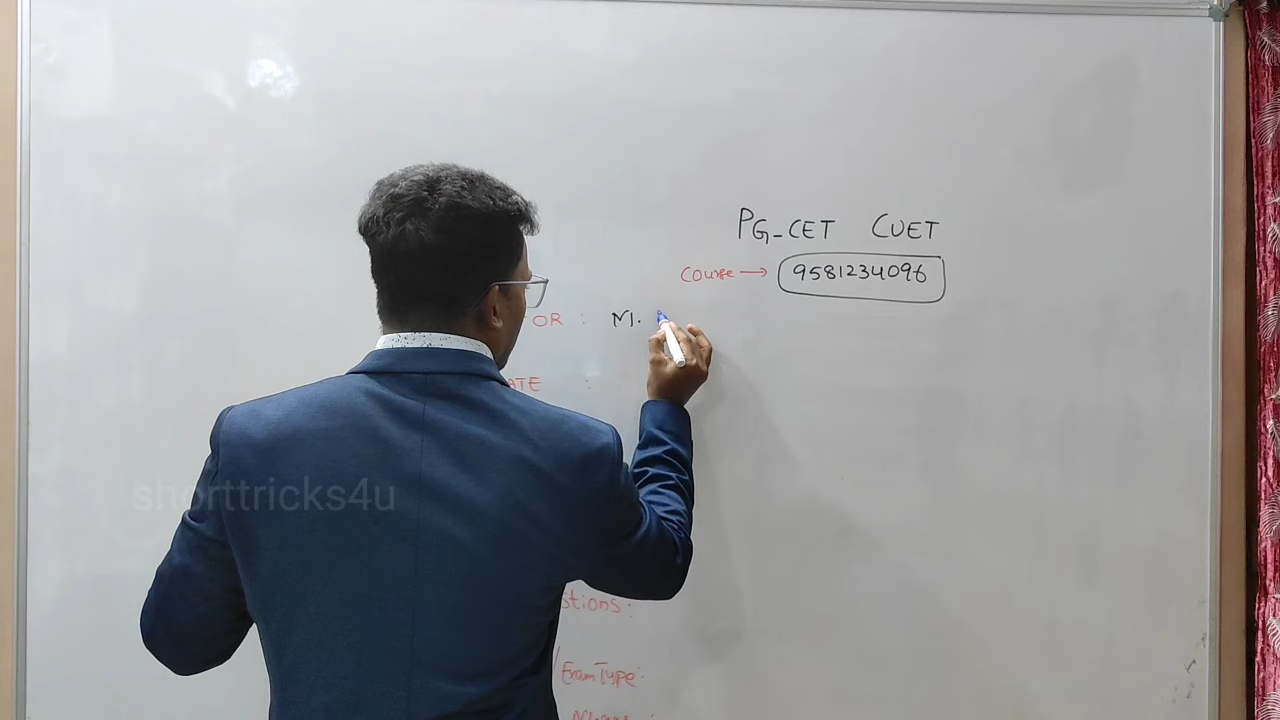 PG-CET CUET
Course → 9581234096
OR : M.
ATE :
shorttricks4u
stions:
/ Exam Type: